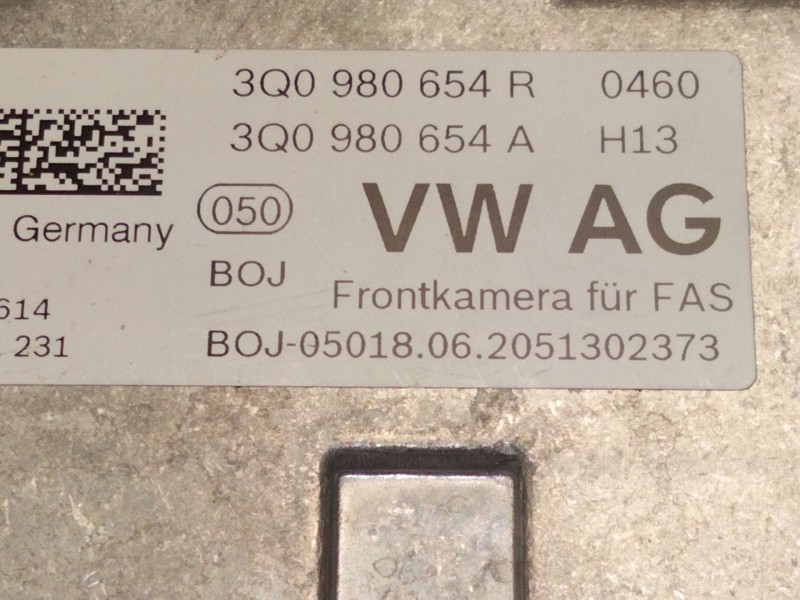 3Q0 980 654 R 0460
3Q0 980 654 A H13
050 VW AG
Germany
BOJ
Frontkamera für FAS
614
231 BOJ-05018.06.2051302373